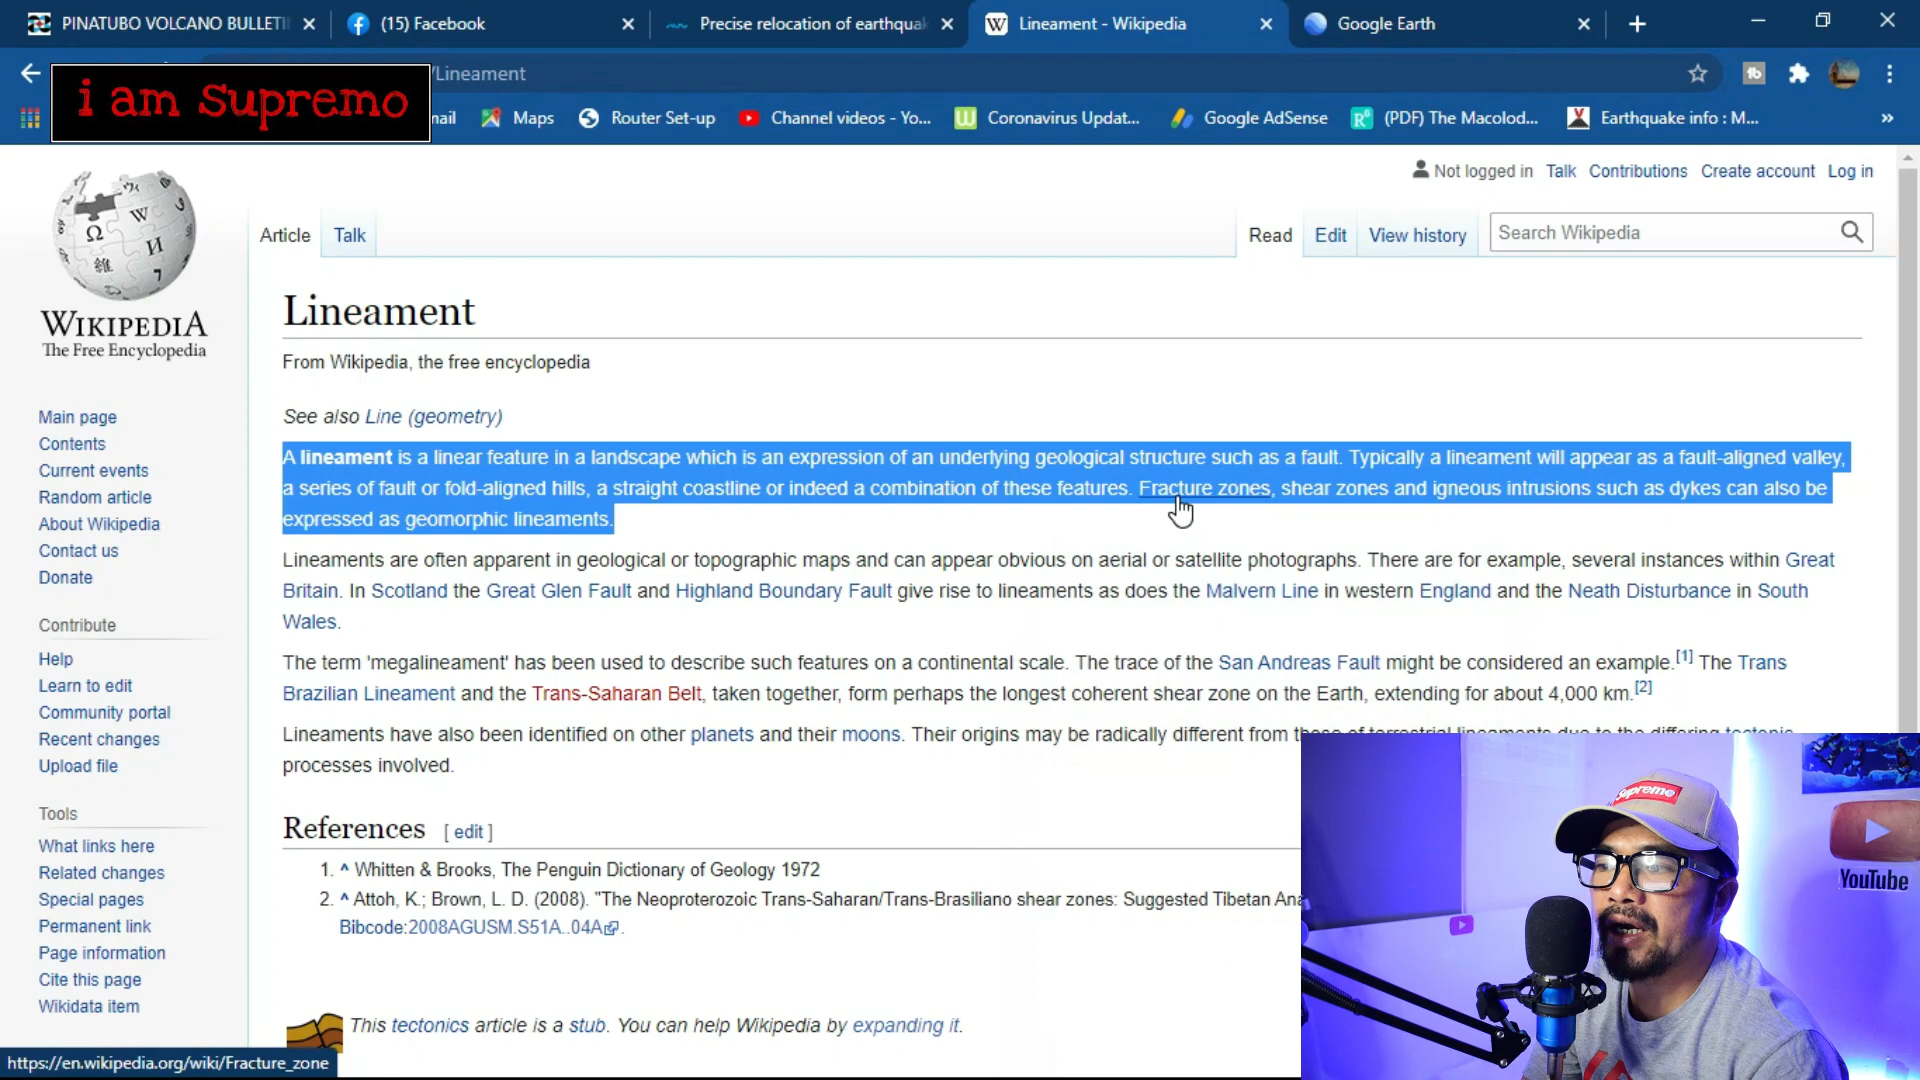 PINATUBO VOLCANO BULLETI
(15) Facebook
Precise relocation of earthquak
Lineament - Wikipedia
Google Earth
/Lineament
i am supremo
nail
Maps
Router Set-up
Channel videos - Yo...
Coronavirus Updat...
Google AdSense
(PDF) The Macolod...
Earthquake info : M...
»
Not logged in Talk Contributions Create account Log in
Article Talk
Read Edit View history Search Wikipedia
WIKIPEDIA
The Free Encyclopedia
Main page
Contents
Current events
Random article
About Wikipedia
Contact us
Donate
Contribute
Help
Learn to edit
Community portal
Recent changes
Upload file
Tools
What links here
Related changes
Special pages
Permanent link
Page information
Cite this page
Wikidata item
Lineament
From Wikipedia, the free encyclopedia
See also Line (geometry)
A lineament is a linear feature in a landscape which is an expression of an underlying geological structure such as a fault. Typically a lineament will appear as a fault-aligned valley,
a series of fault or fold-aligned hills, a straight coastline or indeed a combination of these features. Fracture zones, shear zones and igneous intrusions such as dykes can also be
expressed as geomorphic lineaments.
Lineaments are often apparent in geological or topographic maps and can appear obvious on aerial or satellite photographs. There are for example, several instances within Great
Britain. In Scotland the Great Glen Fault and Highland Boundary Fault give rise to lineaments as does the Malvern Line in western England and the Neath Disturbance in South
Wales.
The term 'megalineament' has been used to describe such features on a continental scale. The trace of the San Andreas Fault might be considered an example.[1] The Trans
Brazilian Lineament and the Trans-Saharan Belt, taken together, form perhaps the longest coherent shear zone on the Earth, extending for about 4,000 km.[2]
Lineaments have also been identified on other planets and their moons. Their origins may be radically different from those of terrestrial lineaments due to the differing tectonic
processes involved.
References [ edit ]
1. ^ Whitten & Brooks, The Penguin Dictionary of Geology 1972
2. ^ Attoh, K.; Brown, L. D. (2008). "The Neoproterozoic Trans-Saharan/Trans-Brasiliano shear zones: Suggested Tibetan Ana
Bibcode:2008AGUSM.S51A..04A.
This tectonics article is a stub. You can help Wikipedia by expanding it.
https://en.wikipedia.org/wiki/Fracture_zone
Supreme
YouTube